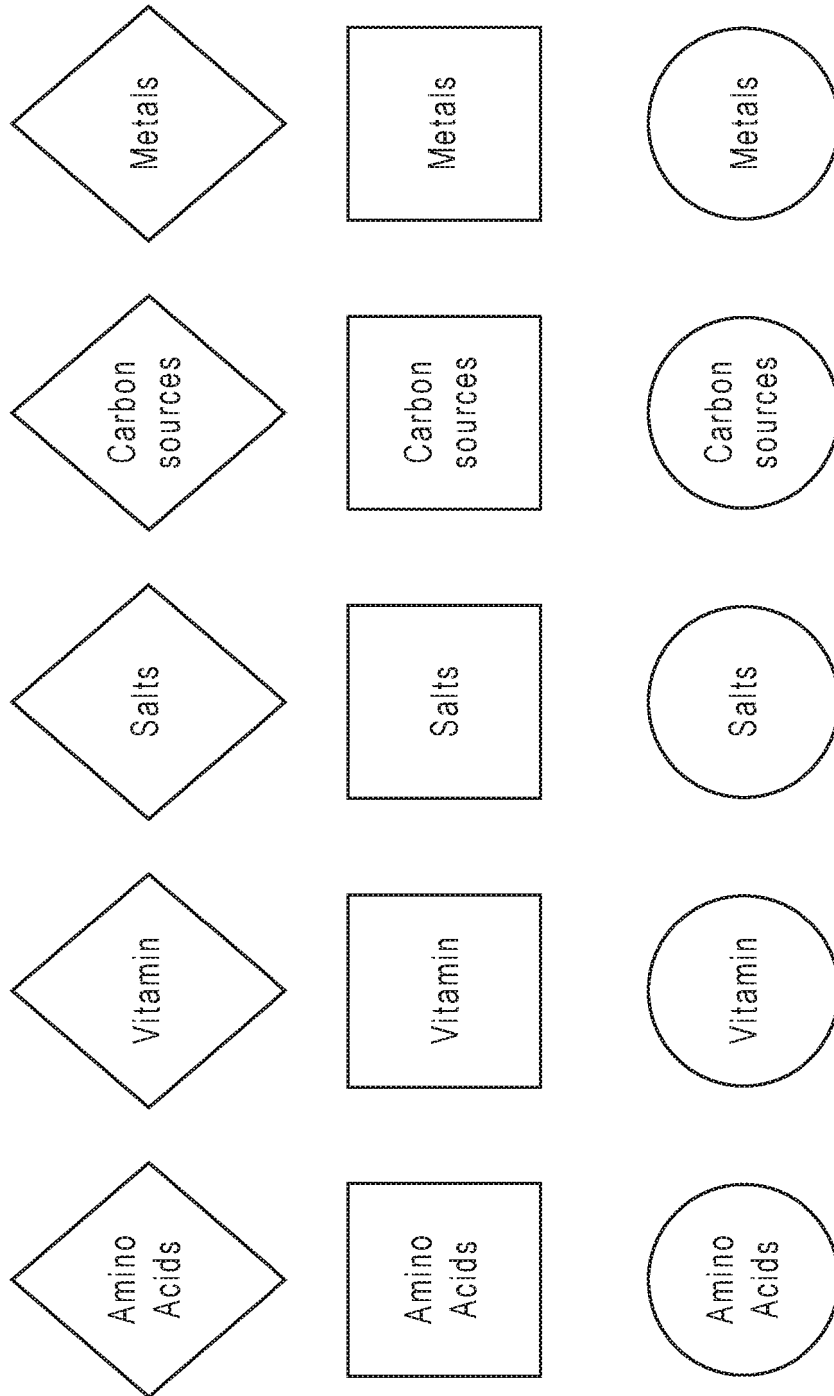 Amino
Acids
Vitamin
Salts
Carbon
sources
Metals
Amino
Acids
Vitamin
Salts
Carbon
sources
Metals
Amino
Acids
Vitamin
Salts
Carbon
sources
Metals